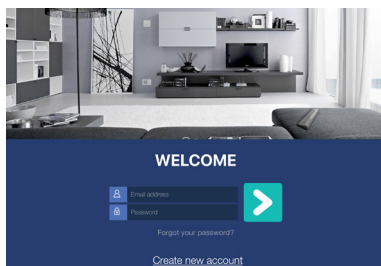 WELCOME
Email address
Password
Forgot your password?
Create new account